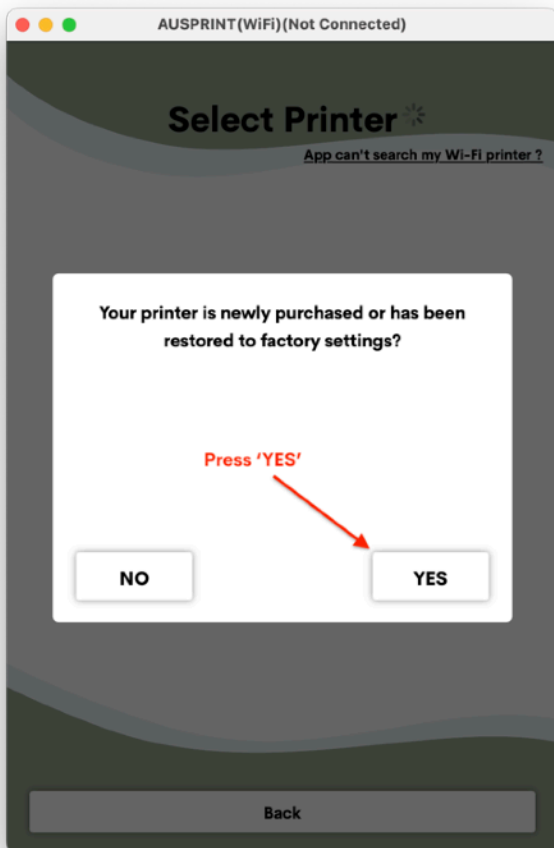 AUSPRINT(WiFi)(Not Connected)
Select Printer
App can't search my Wi-Fi printer ?
Your printer is newly purchased or has been
restored to factory settings?
Press ‘YES’
NO
YES
Back